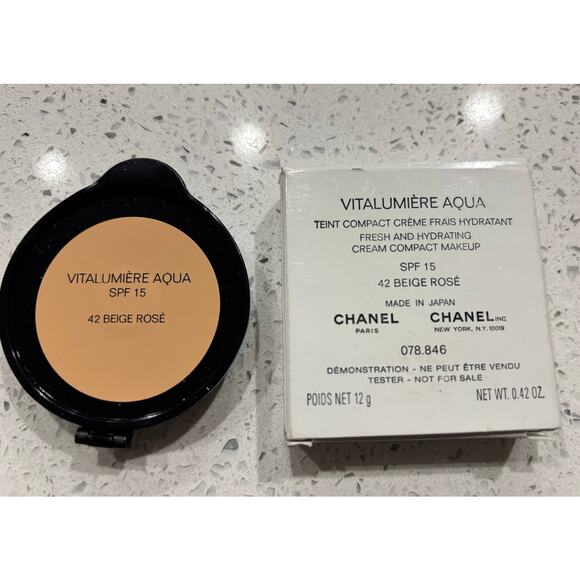 VITALUMIÈRE AQUA
SPF 15
42 BEIGE ROSÉ
VITALUMIÈRE AQUA
TEINT COMPACT CRÈME FRAIS HYDRATANT
FRESH AND HYDRATING
CREAM COMPACT MAKEUP
SPF 15
42 BEIGE ROSÉ
MADE IN JAPAN
CHANEL CHANEL INC.
PARIS NEW YORK, N.Y. 10019
078.846
DÉMONSTRATION - NE PEUT ÊTRE VENDU
TESTER - NOT FOR SALE
POIDS NET 12 g NET WT. 0.42 OZ.